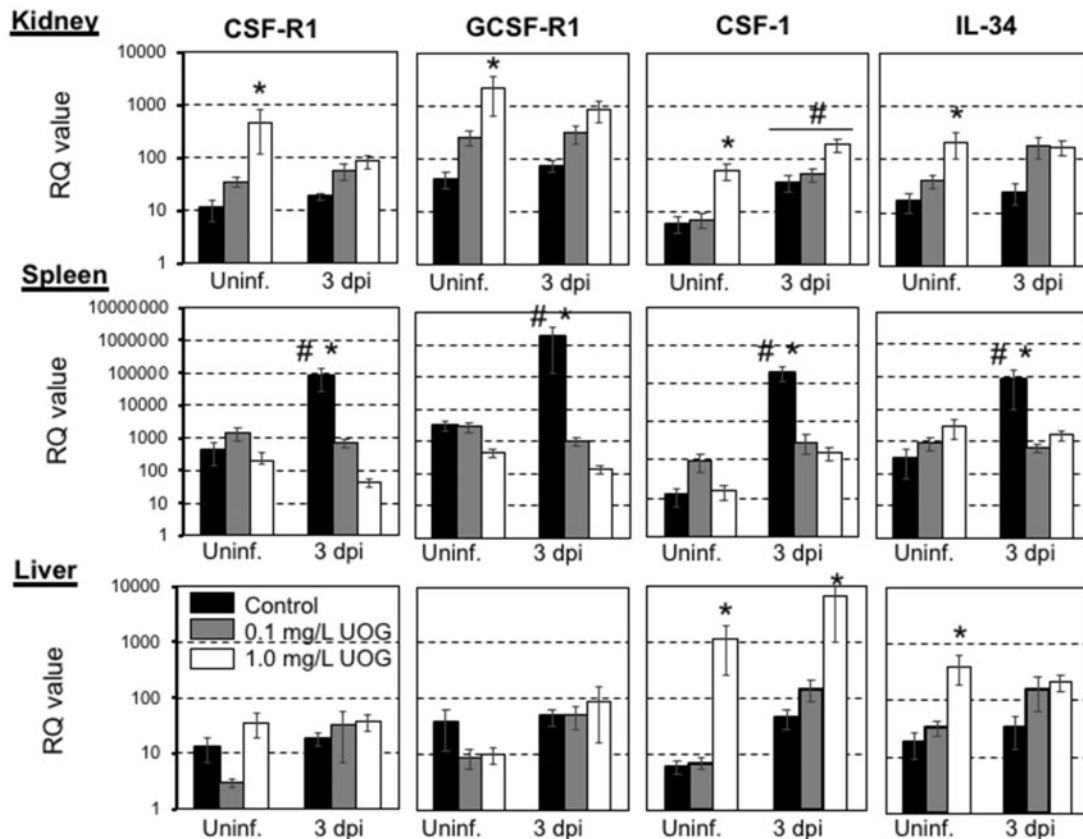 Kidney
CSF-R1 GCSF-R1 CSF-1 IL-34
10000
1000
100
10
1
RQ value
* * * # *
Uninf. 3 dpi Uninf. 3 dpi Uninf. 3 dpi Uninf. 3 dpi
Spleen
10000000
1000000
100000
10000
1000
100
10
1
RQ value
# * # * # * # *
Uninf. 3 dpi Uninf. 3 dpi Uninf. 3 dpi Uninf. 3 dpi
Liver
10000
1000
100
10
1
RQ value
Control
0.1 mg/L UOG
1.0 mg/L UOG
* * *
Uninf. 3 dpi Uninf. 3 dpi Uninf. 3 dpi Uninf. 3 dpi